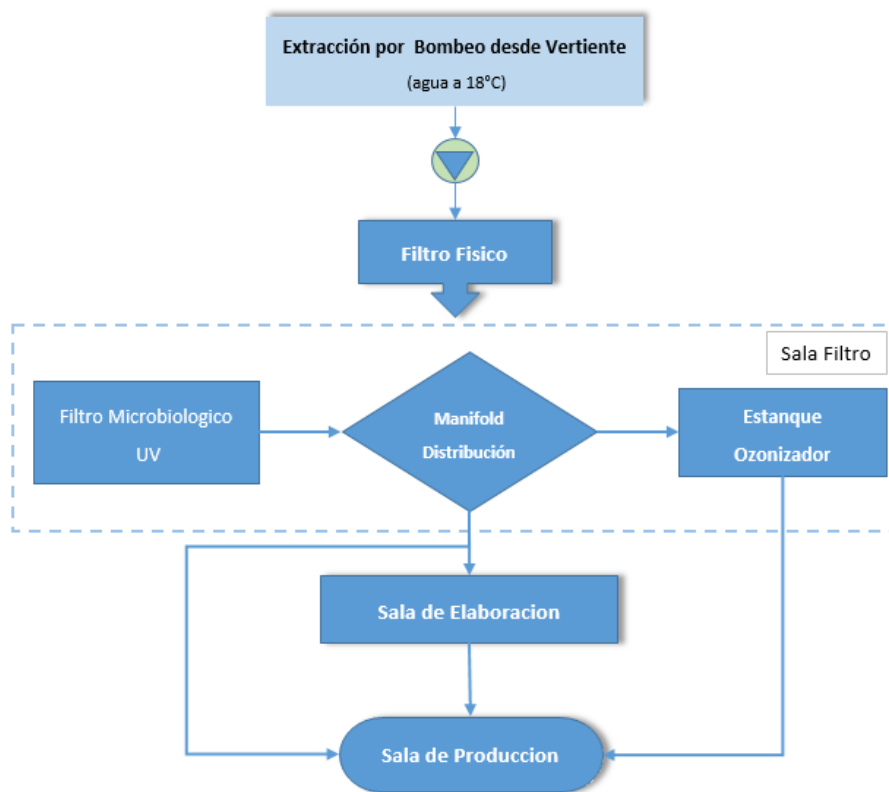 Extracción por Bombeo desde Vertiente
(agua a 18°C)
Filtro Fisico
Sala Filtro
Filtro Microbiologico
UV
Manifold
Distribución
Estanque
Ozonizador
Sala de Elaboracion
Sala de Produccion